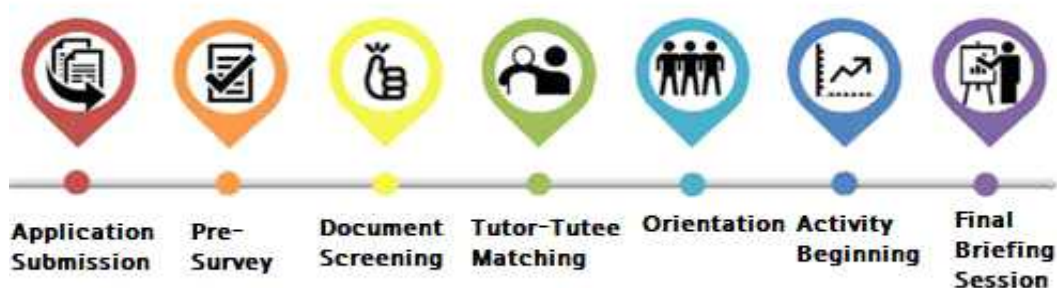 Application
Submission
Pre-
Survey
Document
Screening
Tutor-Tutee
Matching
Orientation
Activity
Beginning
Final
Briefing
Session